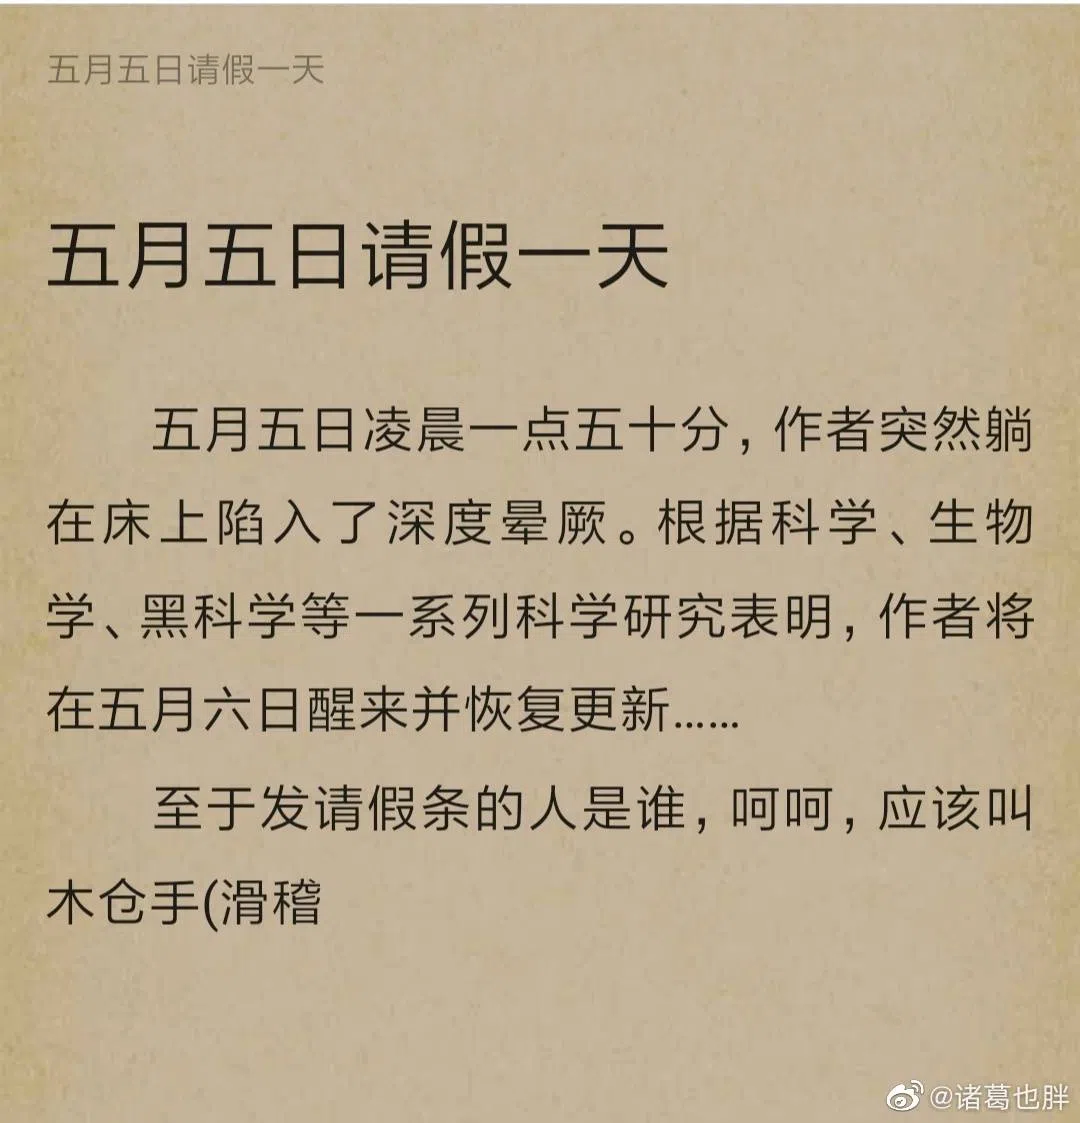 五月五日请假一天
五月五日请假一天
五月五日凌晨一点五十分，作者突然躺
在床上陷入了深度晕厥。根据科学、生物
学、黑科学等一系列科学研究表明，作者将
在五月六日醒来并恢复更新……
至于发请假条的人是谁，呵呵，应该叫
木仓手(滑稽
@诸葛也胖